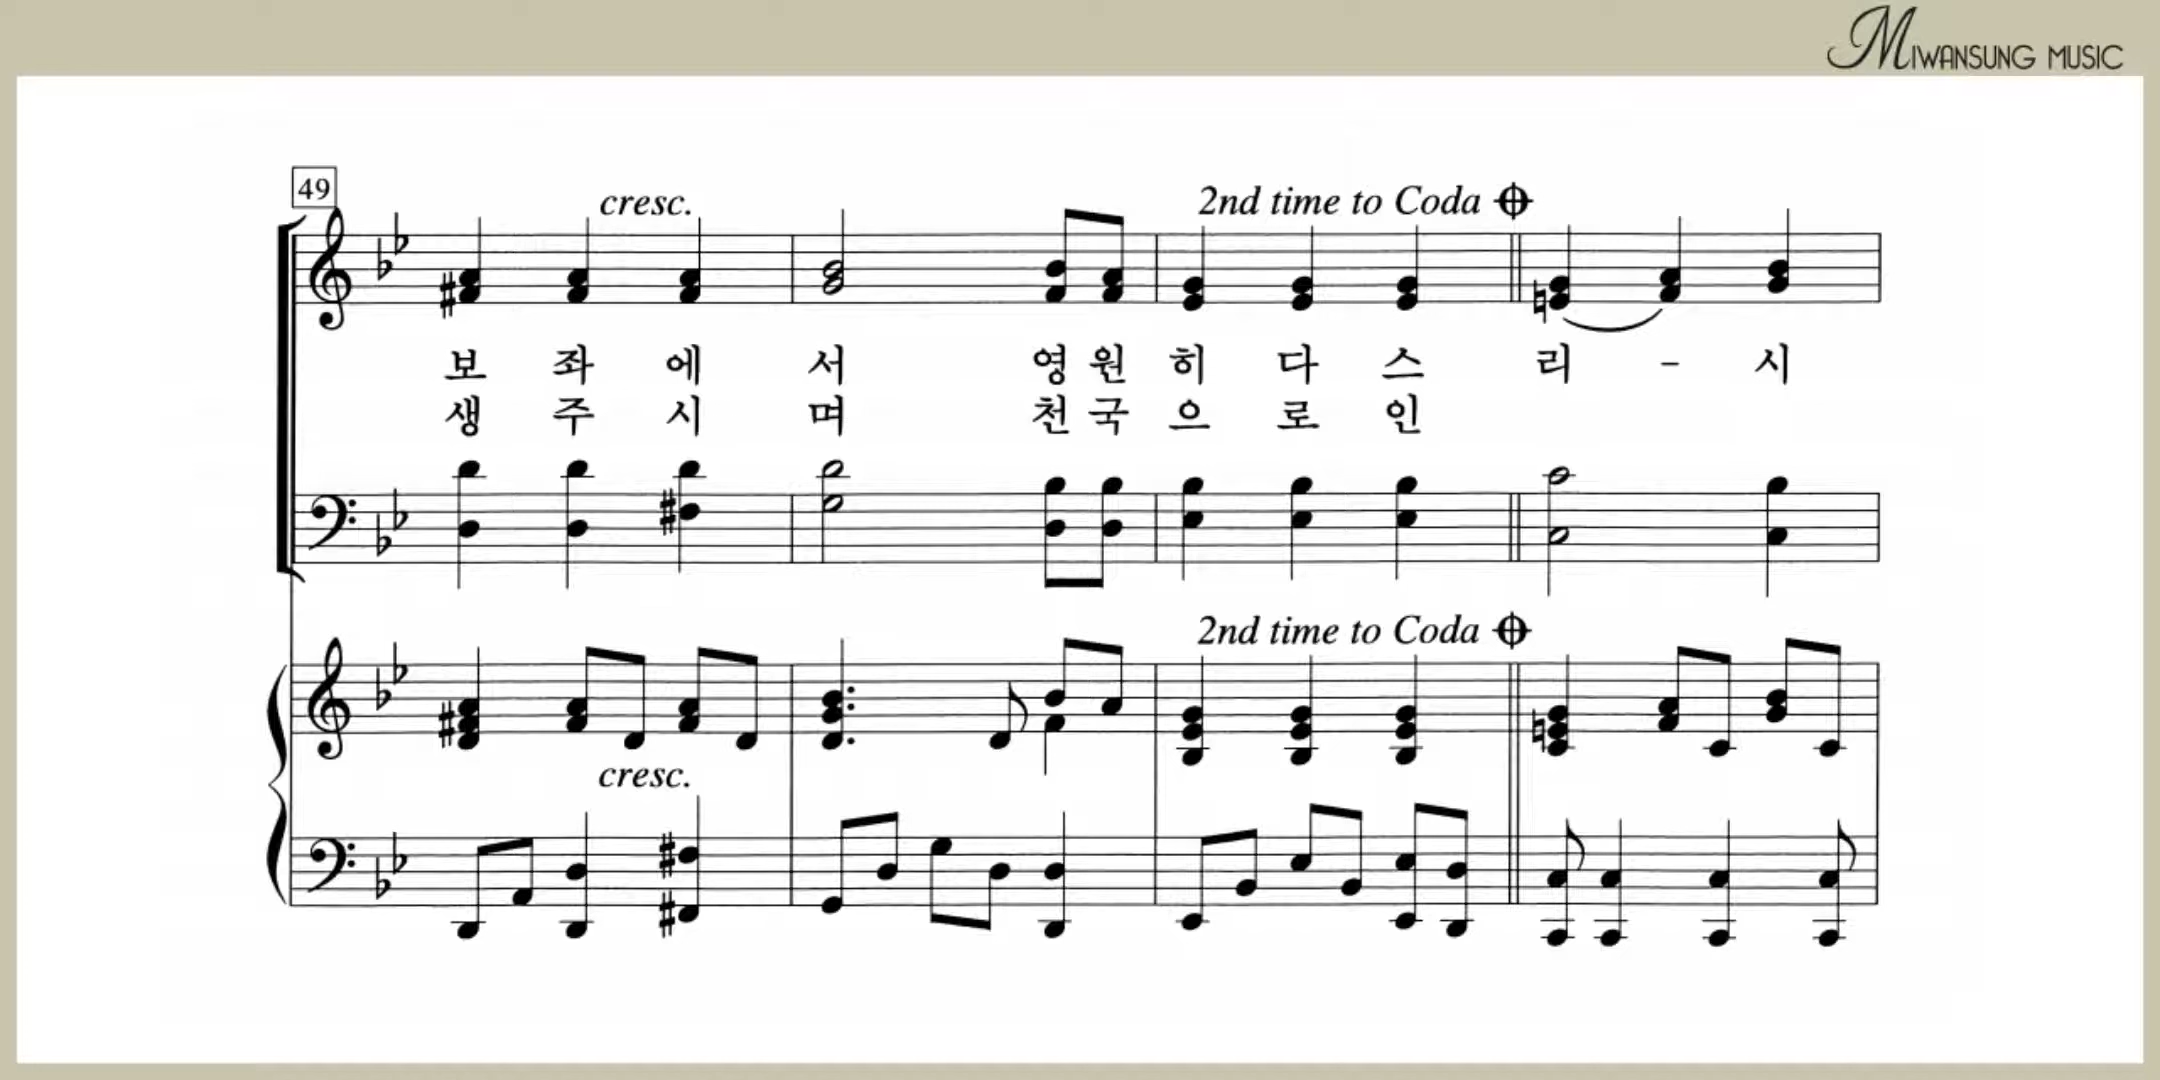 MIWANSUNG MUSIC
49
cresc.
2nd time to Coda
보 좌 에 서 영 원 히 다 스 리 - 시
생 주 시 며 천 국 으 로 인
2nd time to Coda
cresc.